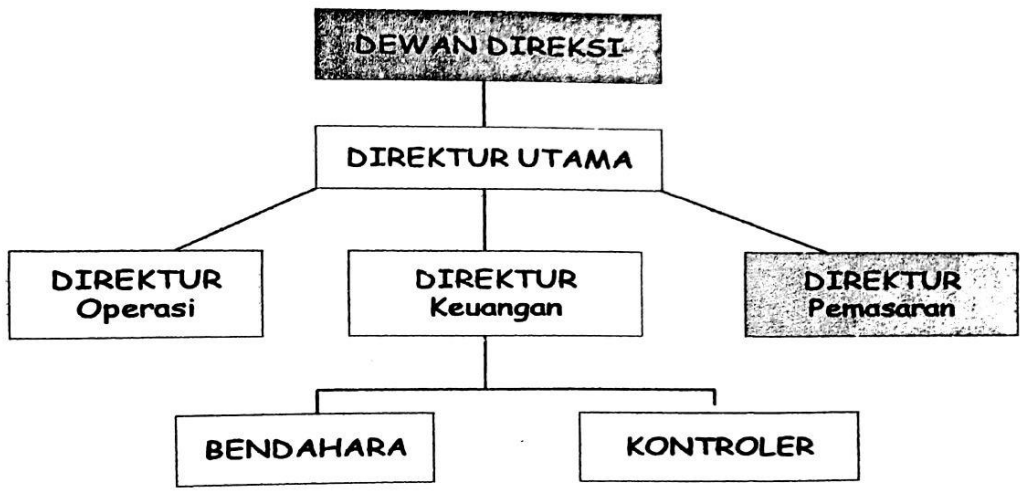 DEWAN DIREKSI
DIREKTUR UTAMA
DIREKTUR
Operasi
DIREKTUR
Keuangan
DIREKTUR
Pemasaran
BENDAHARA
KONTROLER